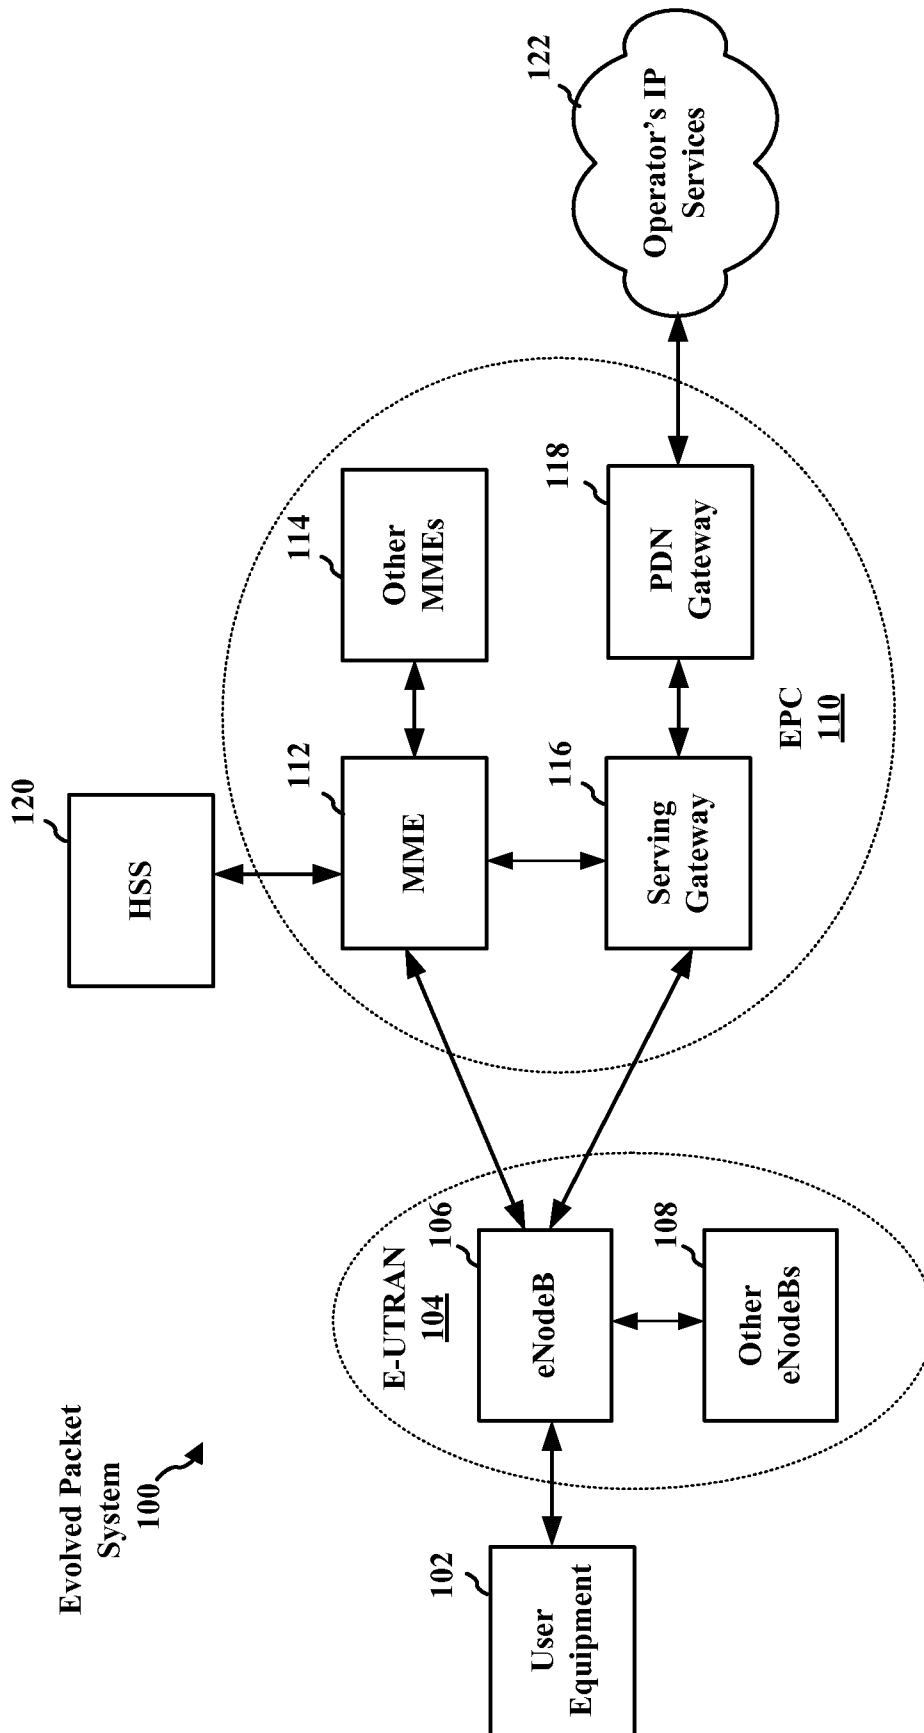 Evolved Packet
System
100
120
HSS
E-UTRAN
104
102
User
Equipment
106
eNodeB
108
Other
eNodeBs
112
MME
114
Other
MMEs
116
Serving
Gateway
118
PDN
Gateway
EPC
110
122
Operator’s IP
Services